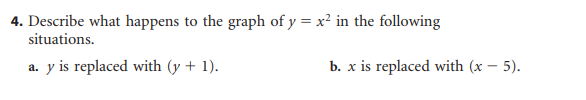 4. Describe what happens to the graph of y = x² in the following
situations.
a. y is replaced with (y + 1).
b. x is replaced with (x − 5).